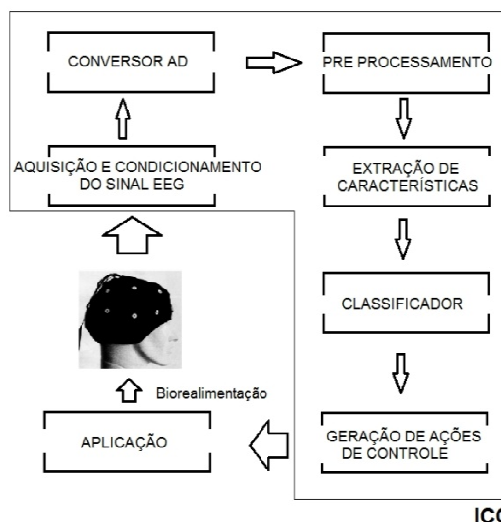 CONVERSOR AD
PRE PROCESSAMENTO
AQUISIÇÃO E CONDICIONAMENTO
DO SINAL EEG
EXTRAÇÃO DE
CARACTERÍSTICAS
CLASSIFICADOR
Biorealimentação
APLICAÇÃO
GERAÇÃO DE AÇÕES
DE CONTROLE